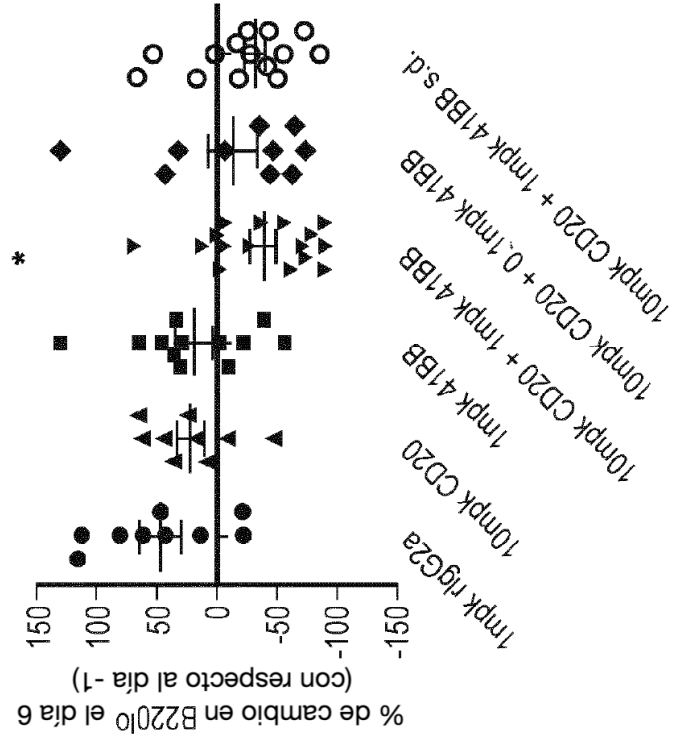 % de cambio en B220lo el día 6
(con respecto al día -1)
150
100
50
0
-50
-100
-150
*
1mpk rIgG2a
10mpk CD20
1mpk 41BB
10mpk CD20 + 1mpk 41BB
10mpk CD20 + 0,1mpk 41BB
10mpk CD20 + 1mpk 41BB s.d.